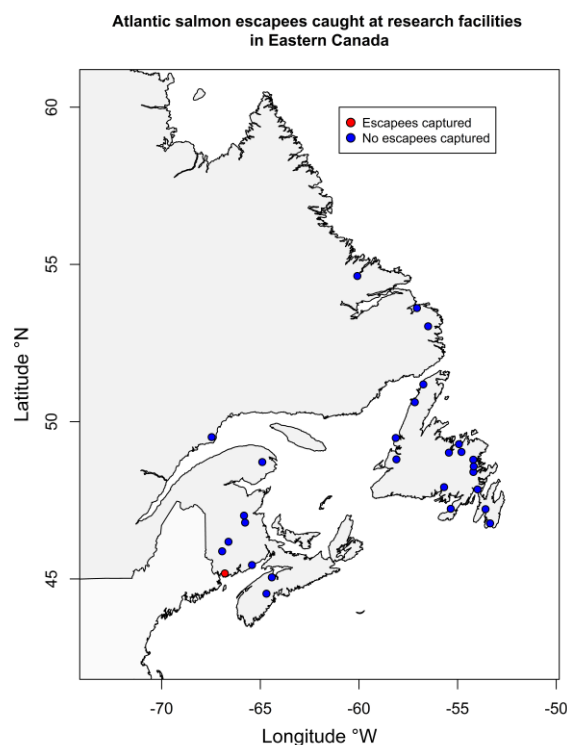 Atlantic salmon escapees caught at research facilities
in Eastern Canada
Escapees captured
No escapees captured
60
55
50
45
Latitude °N
-70
-65
-60
-55
-50
Longitude °W